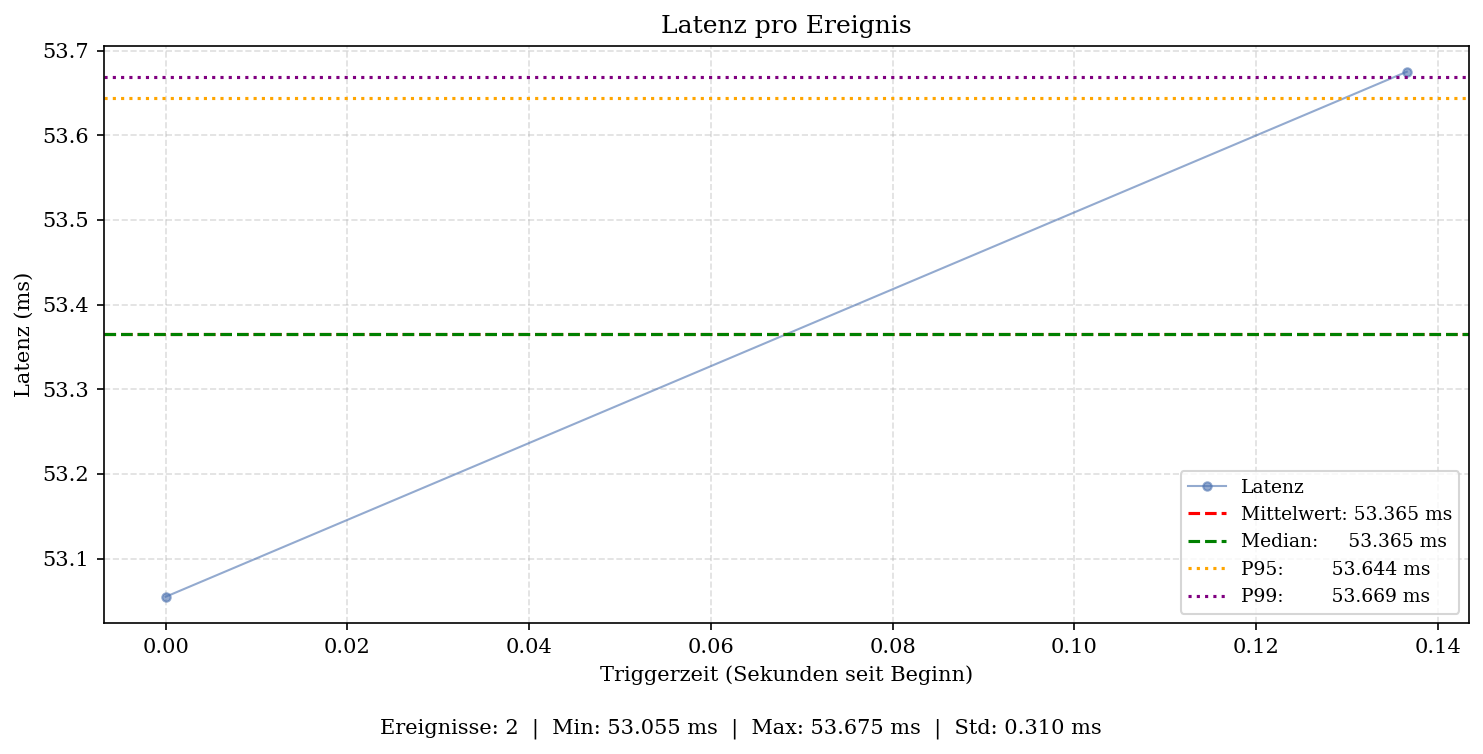 Latenz pro Ereignis
Latenz (ms)
53.7
53.6
53.5
53.4
53.3
53.2
53.1
Latenz
Mittelwert: 53.365 ms
Median: 53.365 ms
P95: 53.644 ms
P99: 53.669 ms
0.00 0.02 0.04 0.06 0.08 0.10 0.12 0.14
Triggerzeit (Sekunden seit Beginn)
Ereignisse: 2 | Min: 53.055 ms | Max: 53.675 ms | Std: 0.310 ms